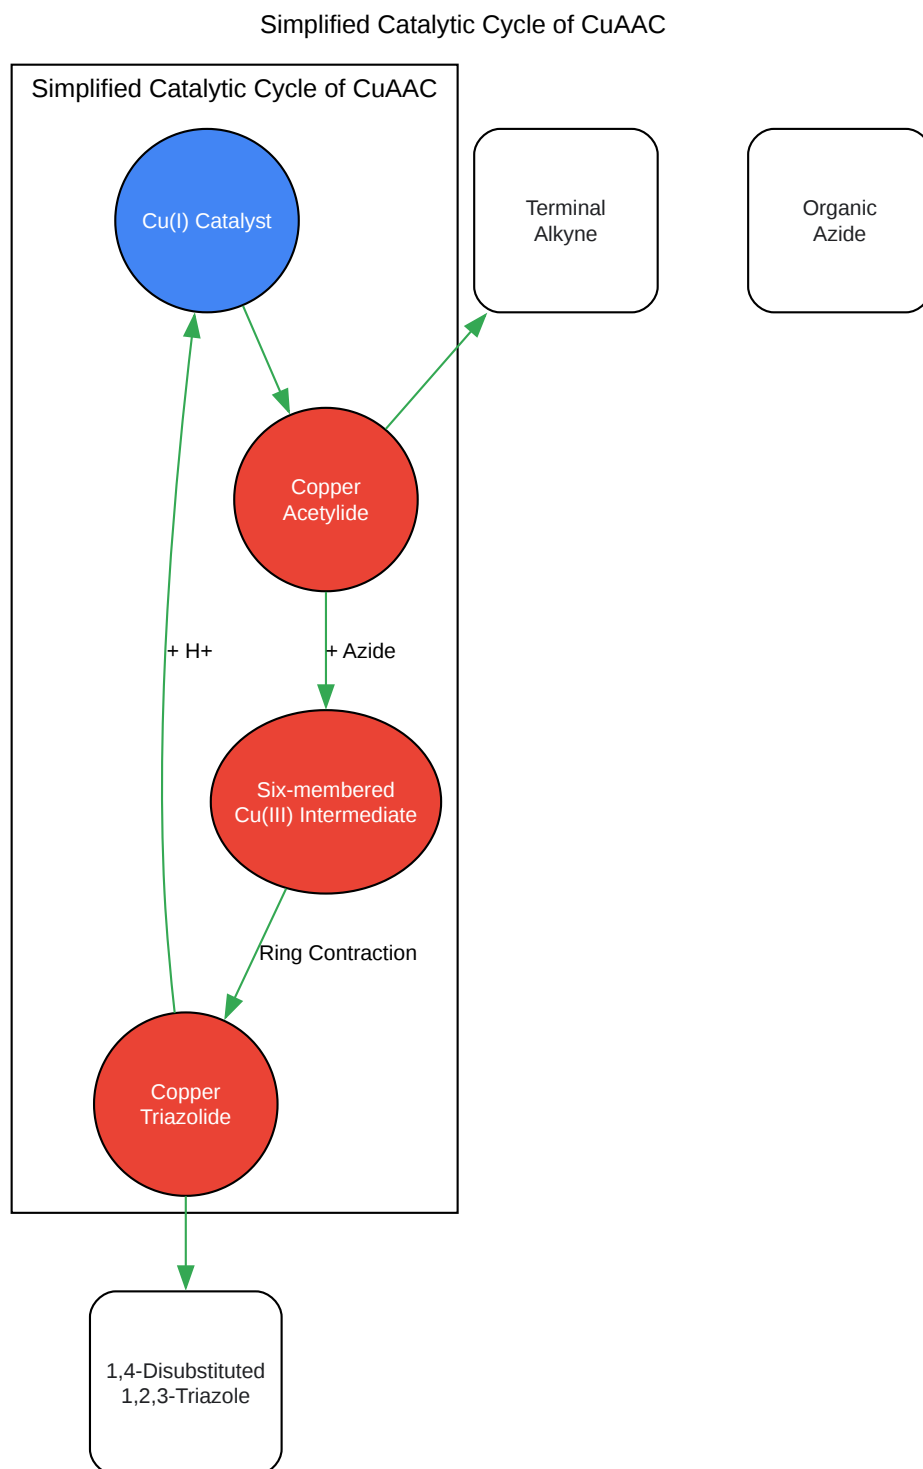 Simplified Catalytic Cycle of CuAAC
Simplified Catalytic Cycle of CuAAC
Cu(I) Catalyst
Terminal
Alkyne
Organic
Azide
Copper
Acetylide
+ H+
+ Azide
Six-membered
Cu(III) Intermediate
Ring Contraction
Copper
Triazolide
1,4-Disubstituted
1,2,3-Triazole